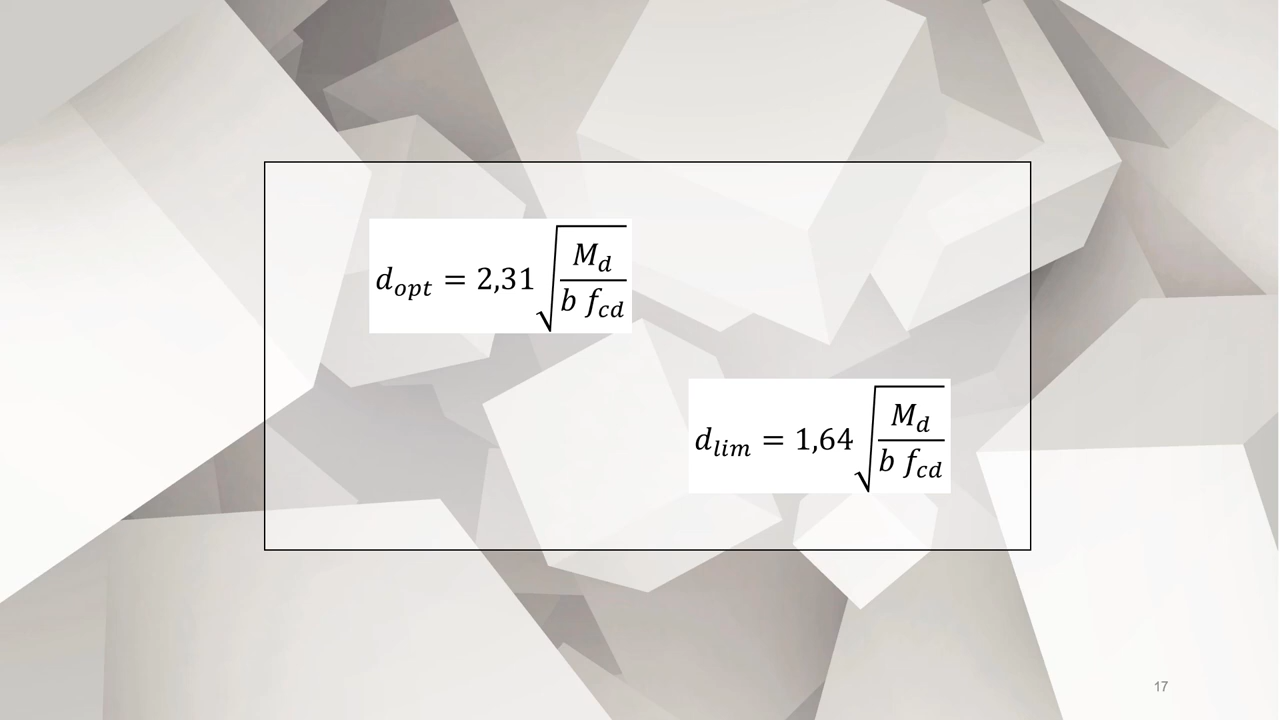 d_opt = 2,31 √(M_d / (b f_cd))
d_lim = 1,64 √(M_d / (b f_cd))
17